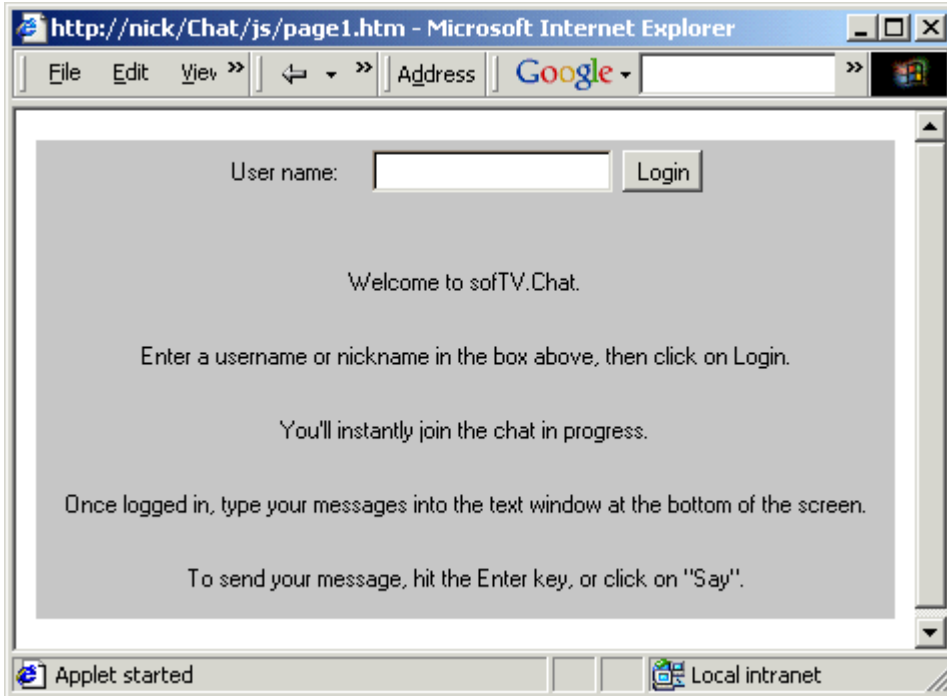 http://nick/Chat/js/page1.htm - Microsoft Internet Explorer
File Edit View » » Address Google »
User name: Login
Welcome to sofTV.Chat.
Enter a username or nickname in the box above, then click on Login.
You'll instantly join the chat in progress.
Once logged in, type your messages into the text window at the bottom of the screen.
To send your message, hit the Enter key, or click on "Say".
Applet started Local intranet